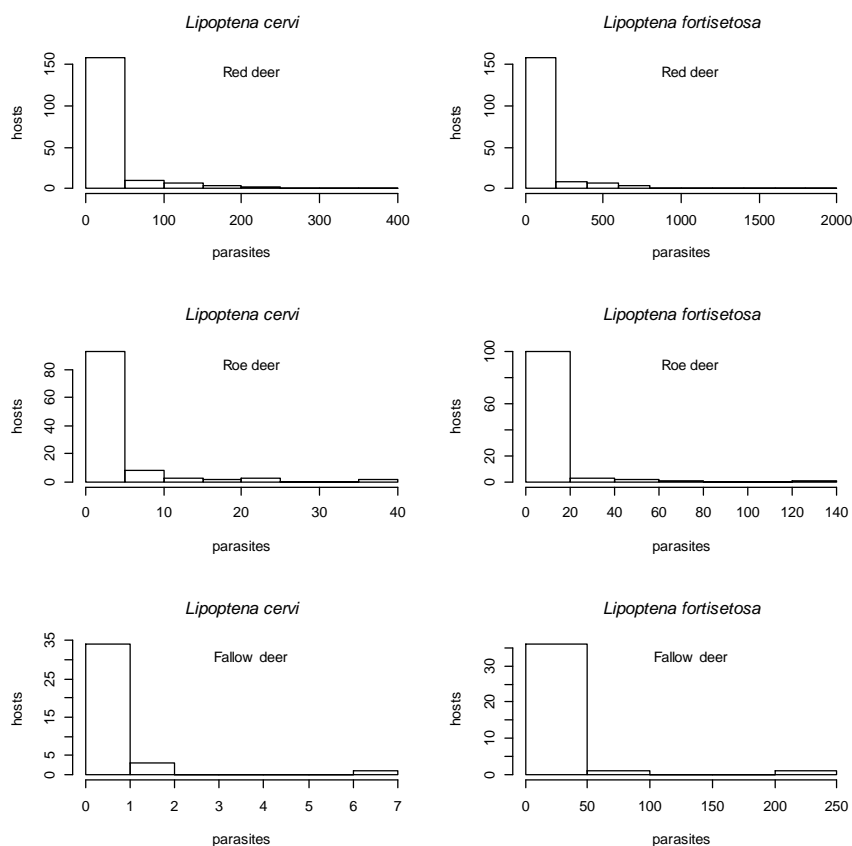 Lipoptena cervi
Red deer
hosts
150
100
50
0
0 100 200 300 400
parasites
Lipoptena fortisetosa
Red deer
hosts
150
100
50
0
0 500 1000 1500 2000
parasites
Lipoptena cervi
Roe deer
hosts
80
60
40
20
0
0 10 20 30 40
parasites
Lipoptena fortisetosa
Roe deer
hosts
100
60
20
0
0 20 40 60 80 100 120 140
parasites
Lipoptena cervi
Fallow deer
hosts
35
25
15
5
0
0 1 2 3 4 5 6 7
parasites
Lipoptena fortisetosa
Fallow deer
hosts
30
20
10
0
0 50 100 150 200 250
parasites